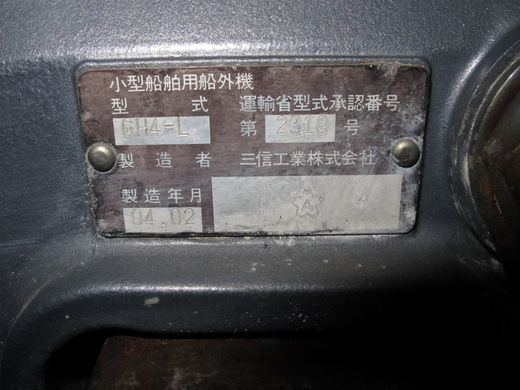 小型船舶用船外機
型式 運輸省型式承認番号
6H4-L 第 2319 号
製造者 三信工業株式会社
製造年月
94.02